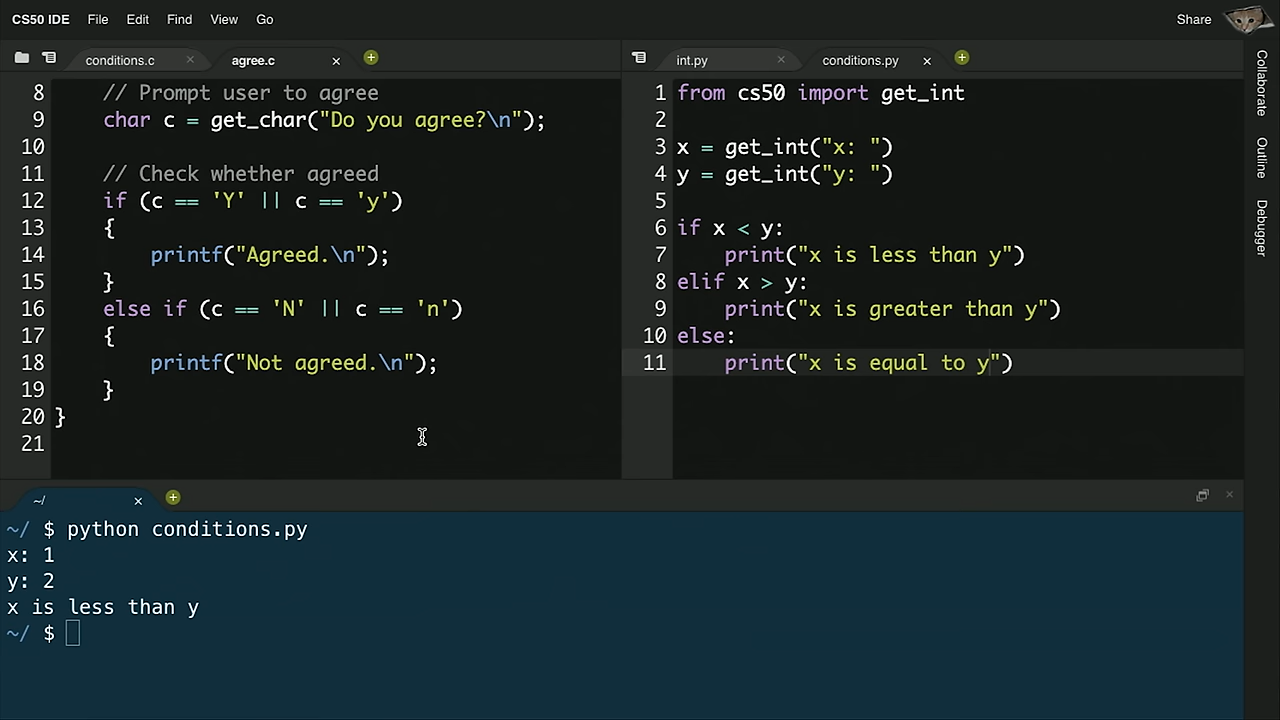 CS50 IDE File Edit Find View Go Share
conditions.c agree.c
8 // Prompt user to agree
9 char c = get_char("Do you agree?\n");
10
11 // Check whether agreed
12 if (c == 'Y' || c == 'y')
13 {
14 printf("Agreed.\n");
15 }
16 else if (c == 'N' || c == 'n')
17 {
18 printf("Not agreed.\n");
19 }
20 }
21
int.py conditions.py
1 from cs50 import get_int
2
3 x = get_int("x: ")
4 y = get_int("y: ")
5
6 if x < y:
7 print("x is less than y")
8 elif x > y:
9 print("x is greater than y")
10 else:
11 print("x is equal to y")
Collaborate
Outline
Debugger
~/
~/ $ python conditions.py
x: 1
y: 2
x is less than y
~/ $